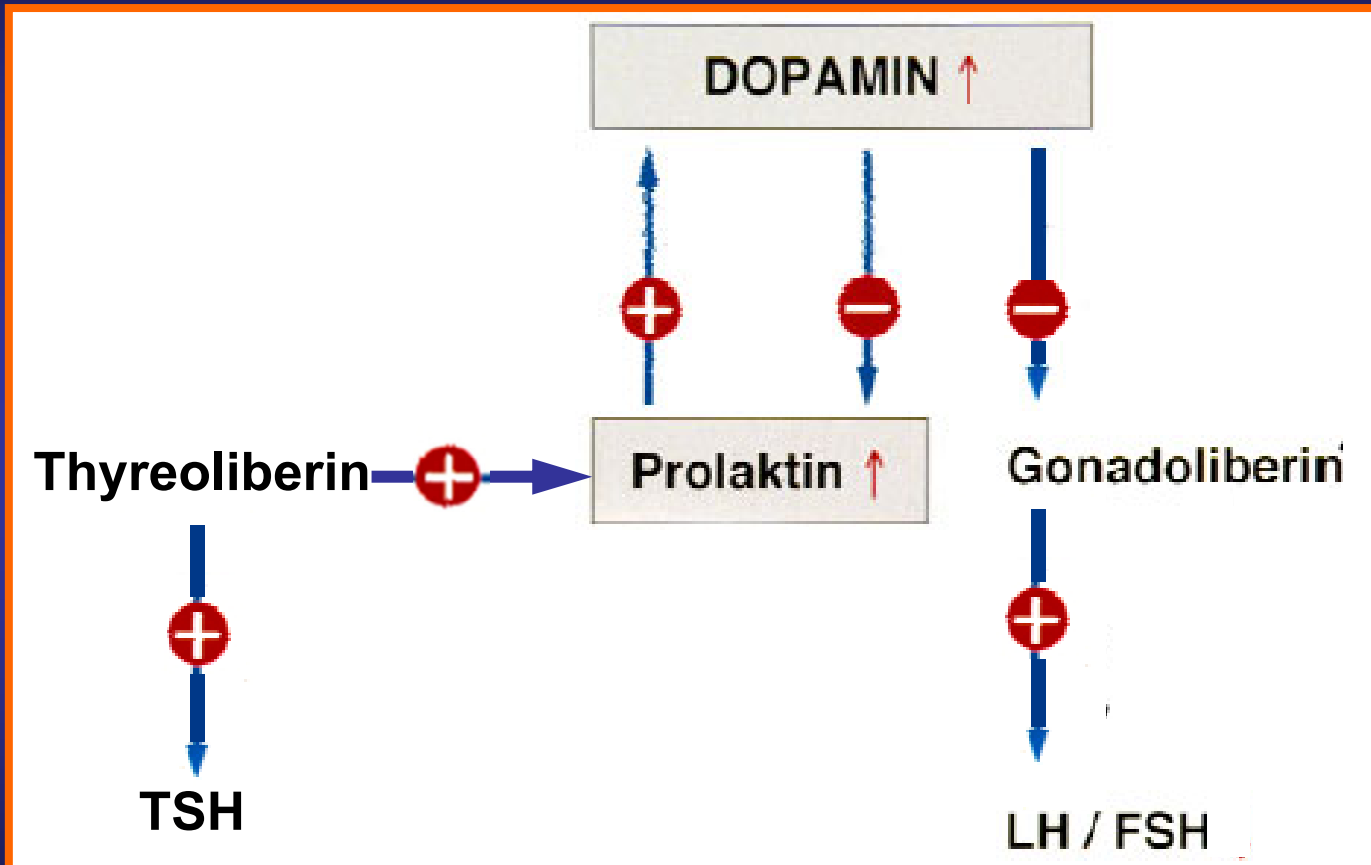 DOPAMIN ↑
Thyreoliberin
Prolaktin ↑
Gonadoliberin
TSH
LH / FSH